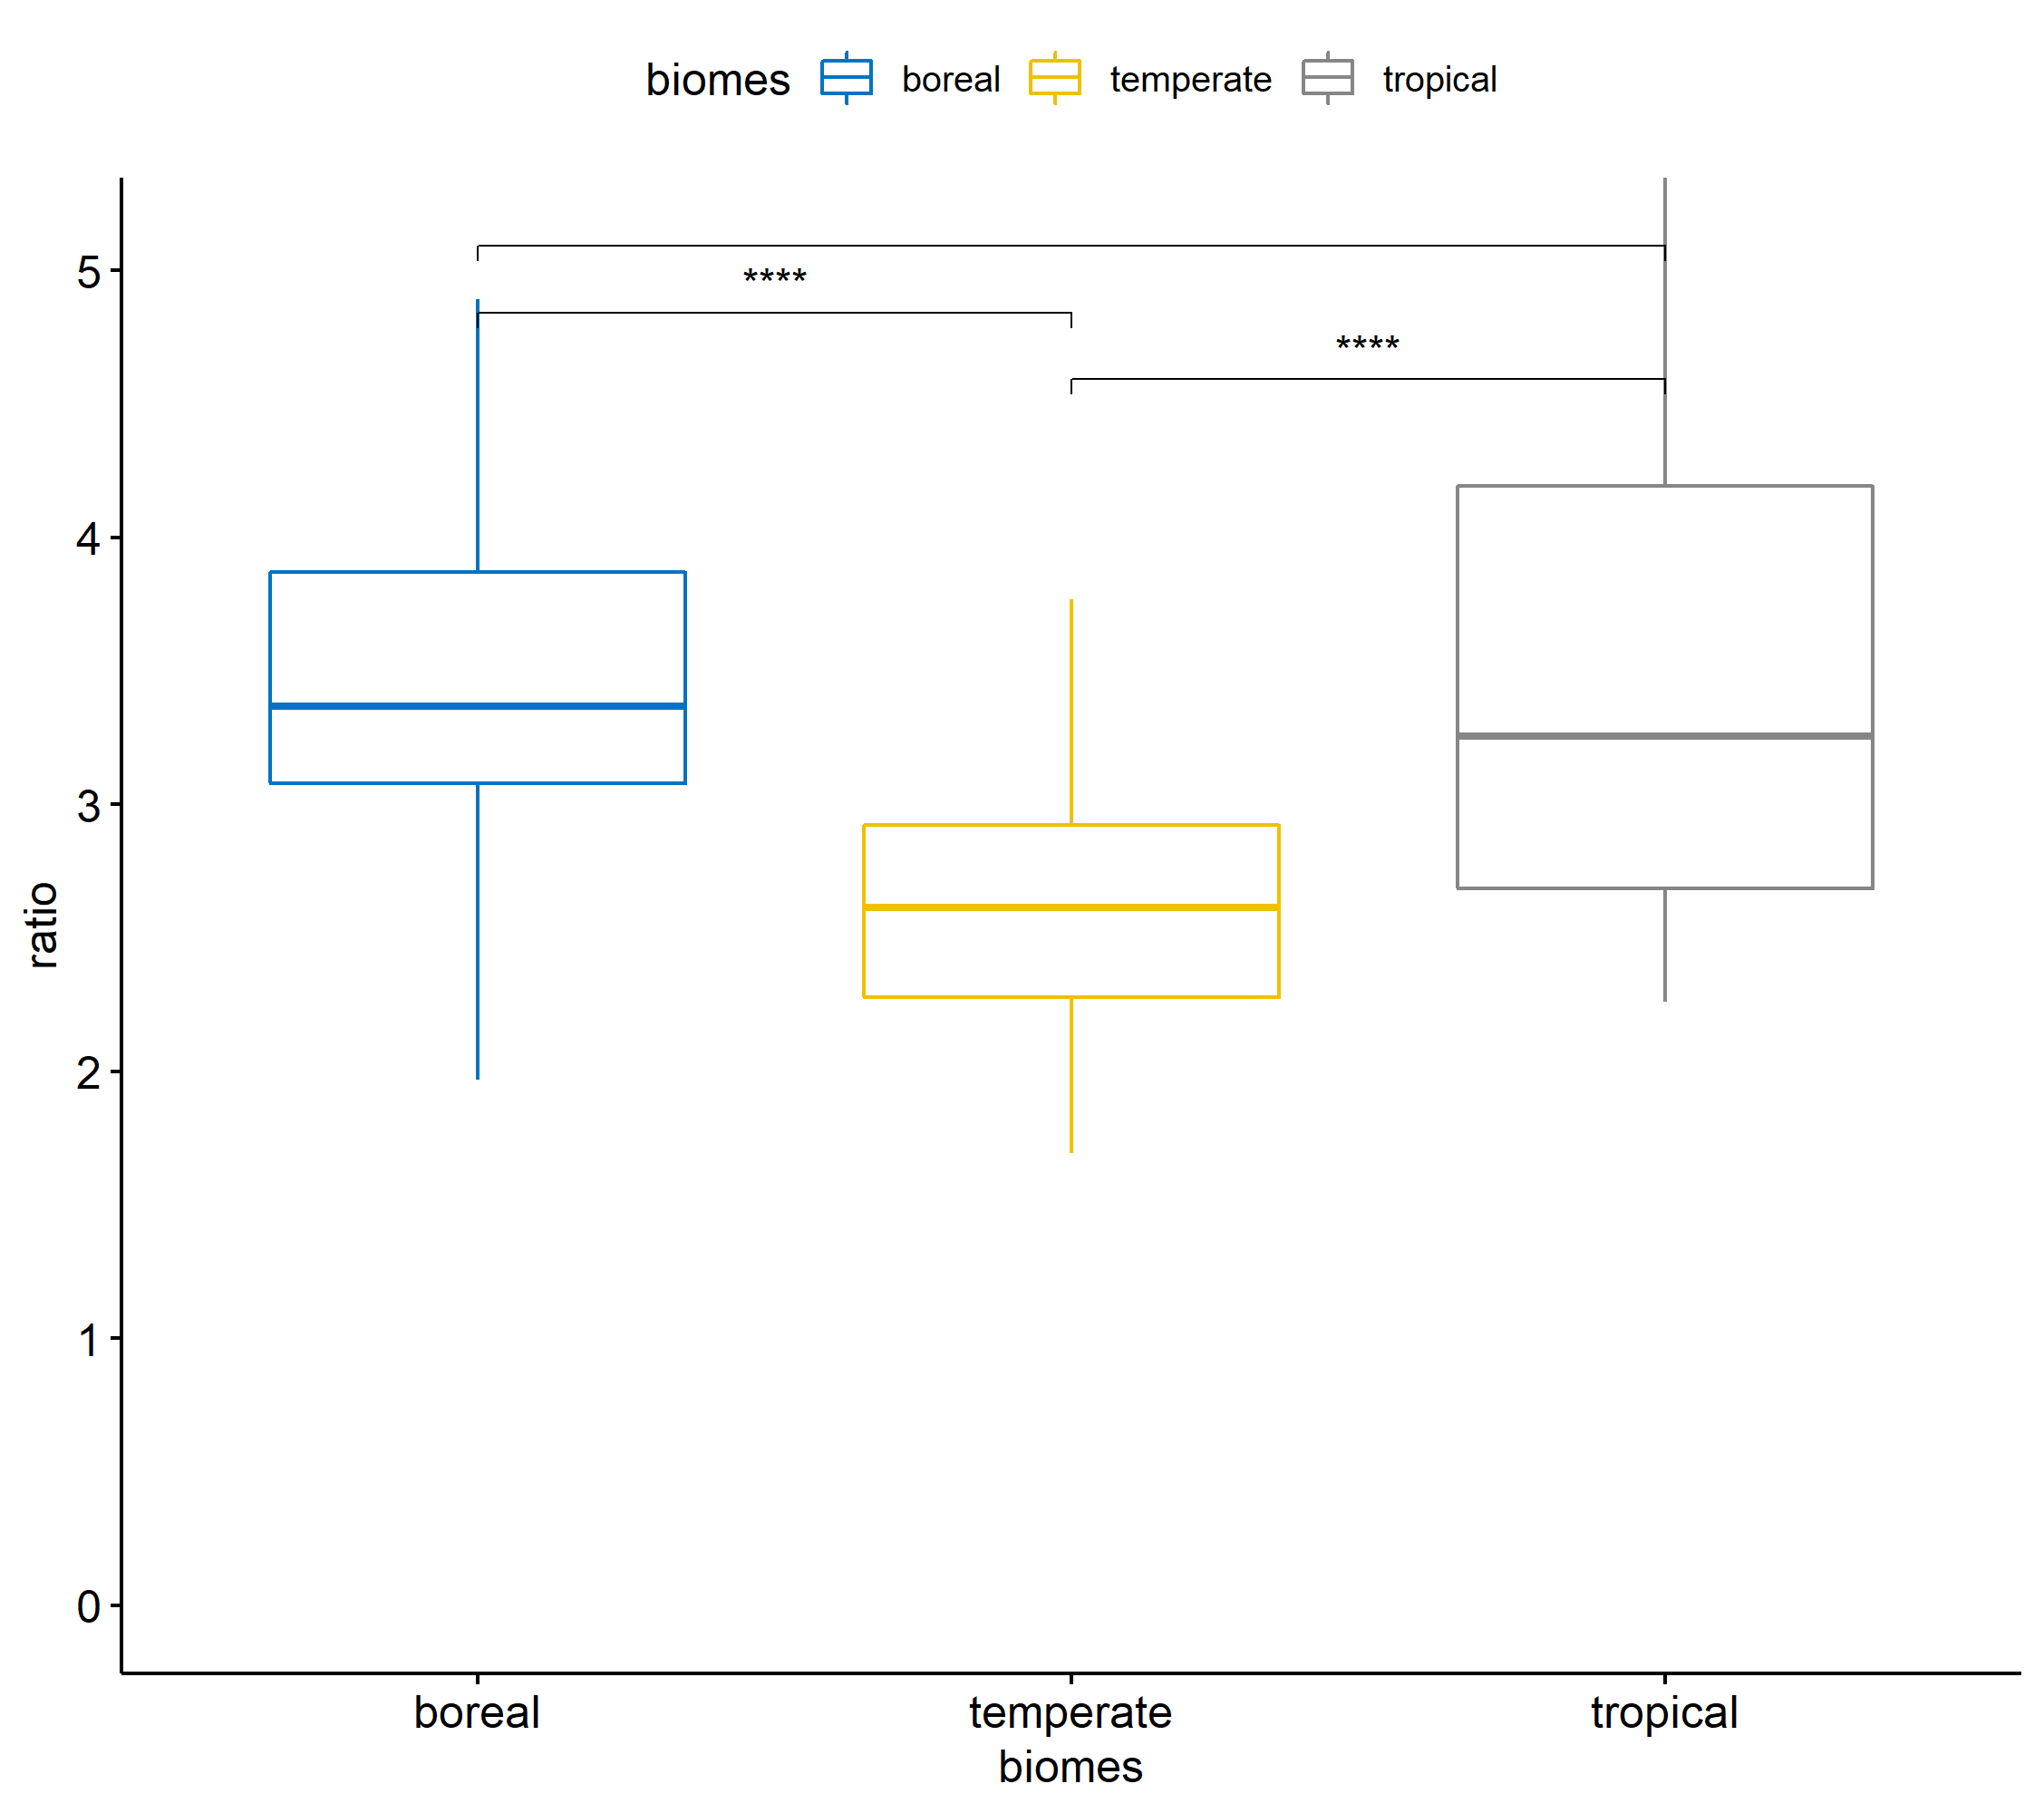 biomes boreal temperate tropical
5
****
****
4
3
ratio
2
1
0
boreal temperate tropical
biomes